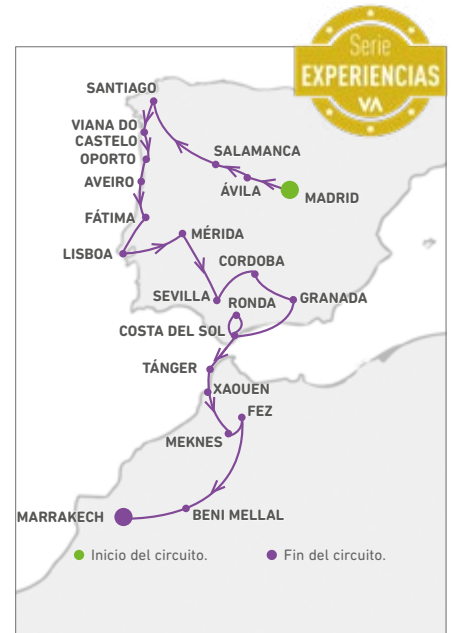 Serie
EXPERIENCIAS
VA
SANTIAGO
VIANA DO
CASTELO
OPORTO
AVEIRO
FÁTIMA
LISBOA
SALAMANCA
ÁVILA
MADRID
MÉRIDA
CORDOBA
SEVILLA
RONDA
GRANADA
COSTA DEL SOL
TÁNGER
XAOUEN
FEZ
MEKNES
MARRAKECH
BENI MELLAL
Inicio del circuito.
Fin del circuito.